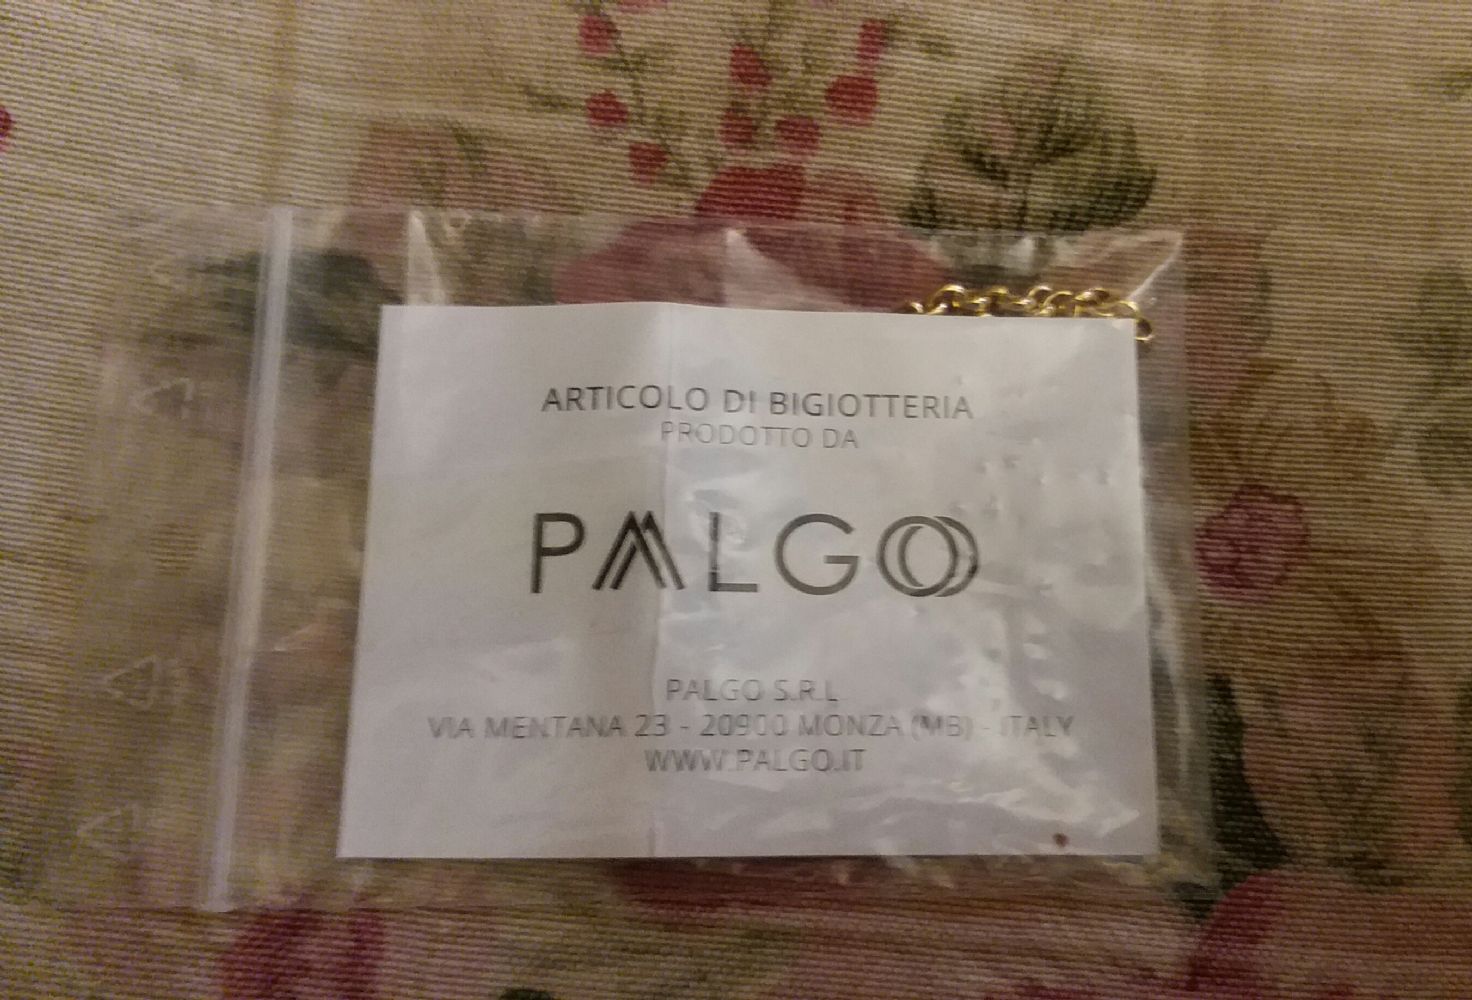 ARTICOLO DI BIGIOTTERIA
PRODOTTO DA
PALGO
PALGO S.R.L
VIA MENTANA 23 - 20900 MONZA (MB) - ITALY
WWW.PALGO.IT